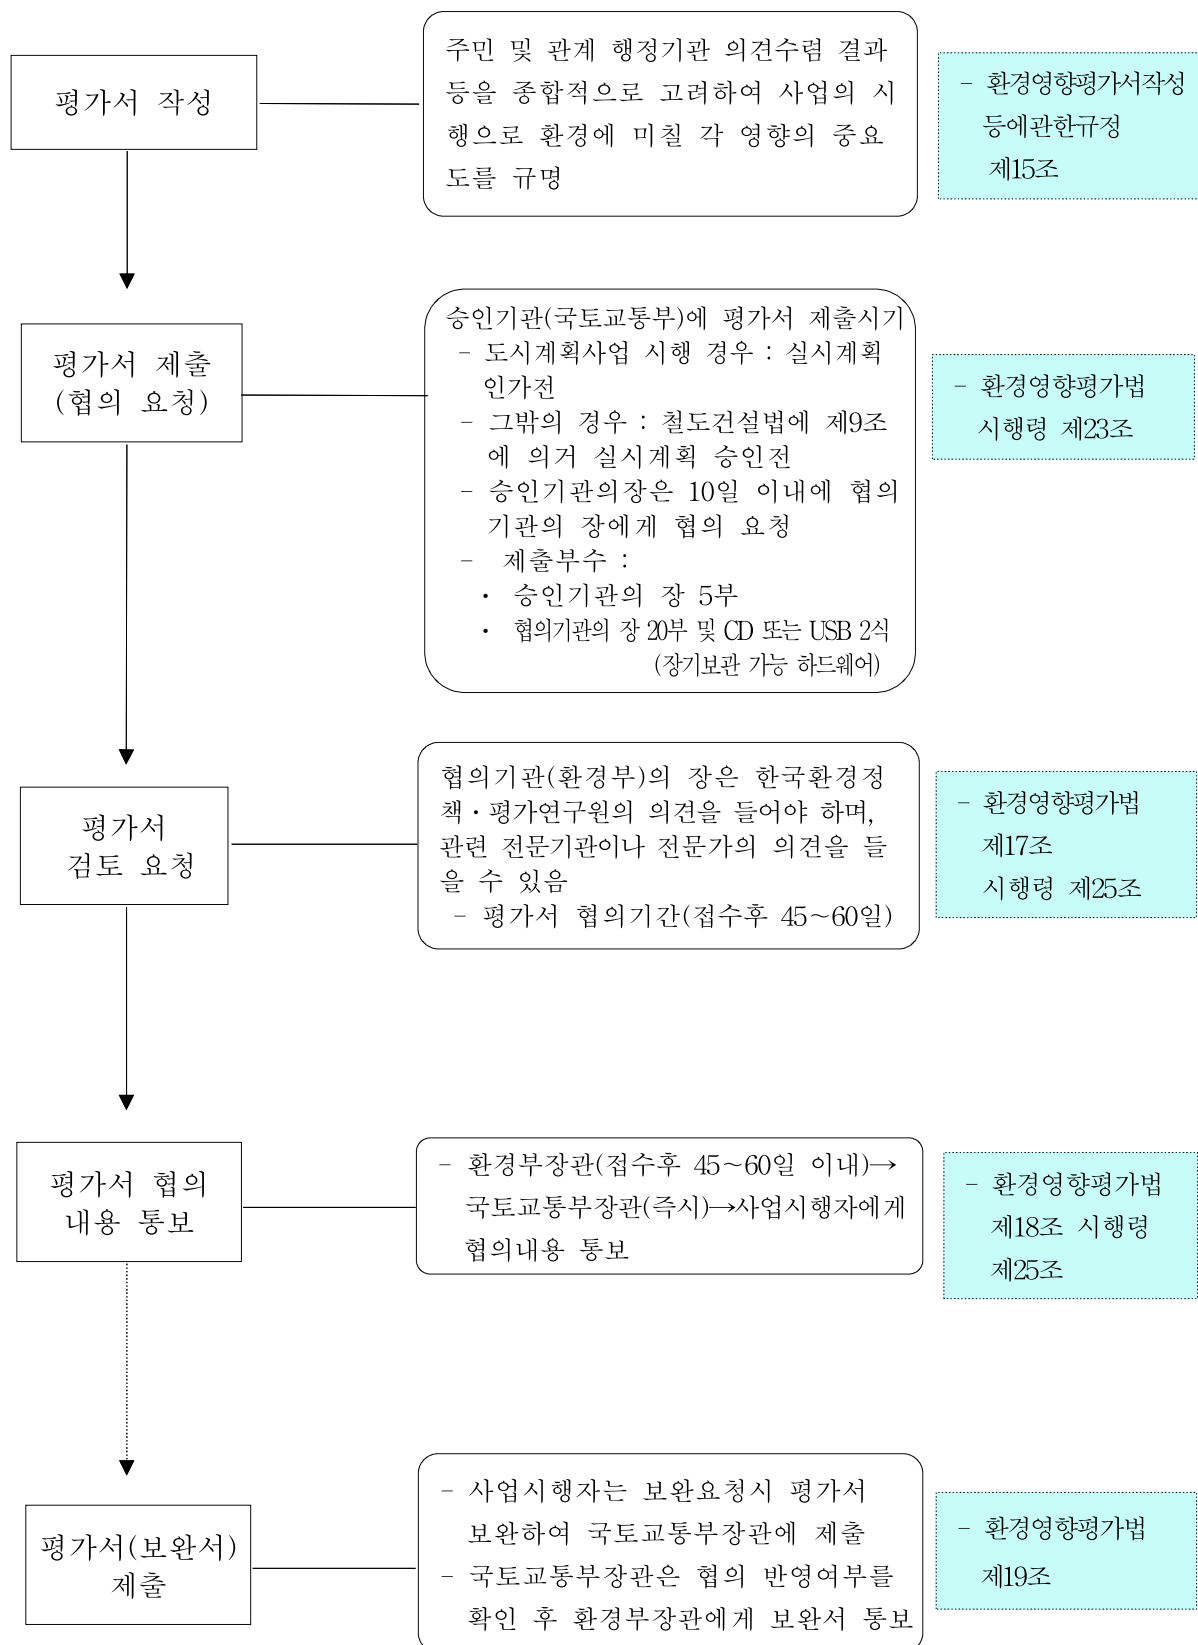 평가서 작성
주민 및 관계 행정기관 의견수렴 결과
등을 종합적으로 고려하여 사업의 시
행으로 환경에 미칠 각 영향의 중요
도를 규명
- 환경영향평가서작성
등에관한규정
제15조
평가서 제출
(협의 요청)
승인기관(국토교통부)에 평가서 제출시기
- 도시계획사업 시행 경우 : 실시계획
인가전
- 그밖의 경우 : 철도건설법에 제9조
에 의거 실시계획 승인전
- 승인기관의장은 10일 이내에 협의
기관의 장에게 협의 요청
- 제출부수 :
· 승인기관의 장 5부
· 협의기관의 장 20부 및 CD 또는 USB 2식
(장기보관 가능 하드웨어)
- 환경영향평가법
시행령 제23조
평가서
검토 요청
협의기관(환경부)의 장은 한국환경정
책·평가연구원의 의견을 들어야 하며,
관련 전문기관이나 전문가의 의견을 들
을 수 있음
- 평가서 협의기간(접수후 45~60일)
- 환경영향평가법
제17조
시행령 제25조
평가서 협의
내용 통보
- 환경부장관(접수후 45~60일 이내)→
국토교통부장관(즉시)→사업시행자에게
협의내용 통보
- 환경영향평가법
제18조 시행령
제25조
평가서(보완서)
제출
- 사업시행자는 보완요청시 평가서
보완하여 국토교통부장관에 제출
- 국토교통부장관은 협의 반영여부를
확인 후 환경부장관에게 보완서 통보
- 환경영향평가법
제19조